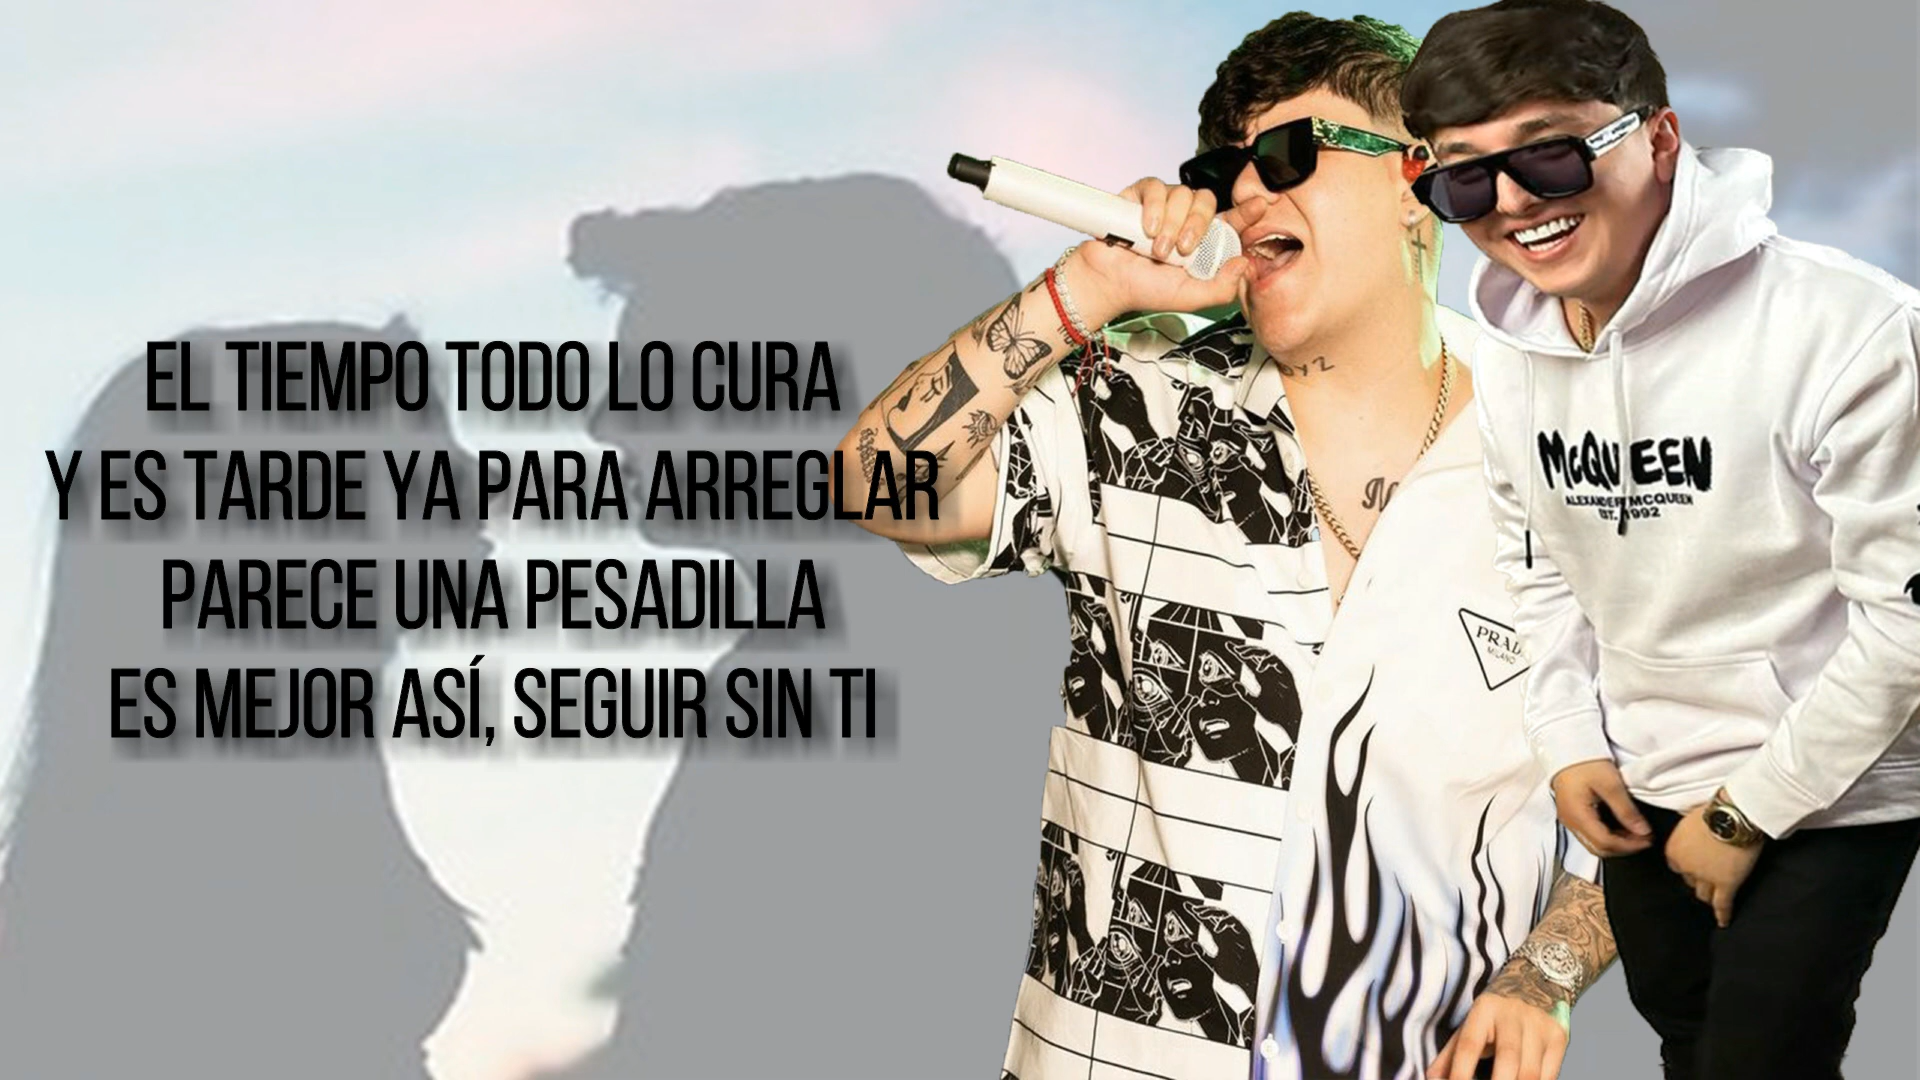 EL TIEMPO TODO LO CURA
Y ES TARDE YA PARA ARREGLAR
PARECE UNA PESADILLA
ES MEJOR ASÍ, SEGUIR SIN TI
McQUEEN
ALEXANDER MCQUEEN
EST. 1992
PRADA
MILANO